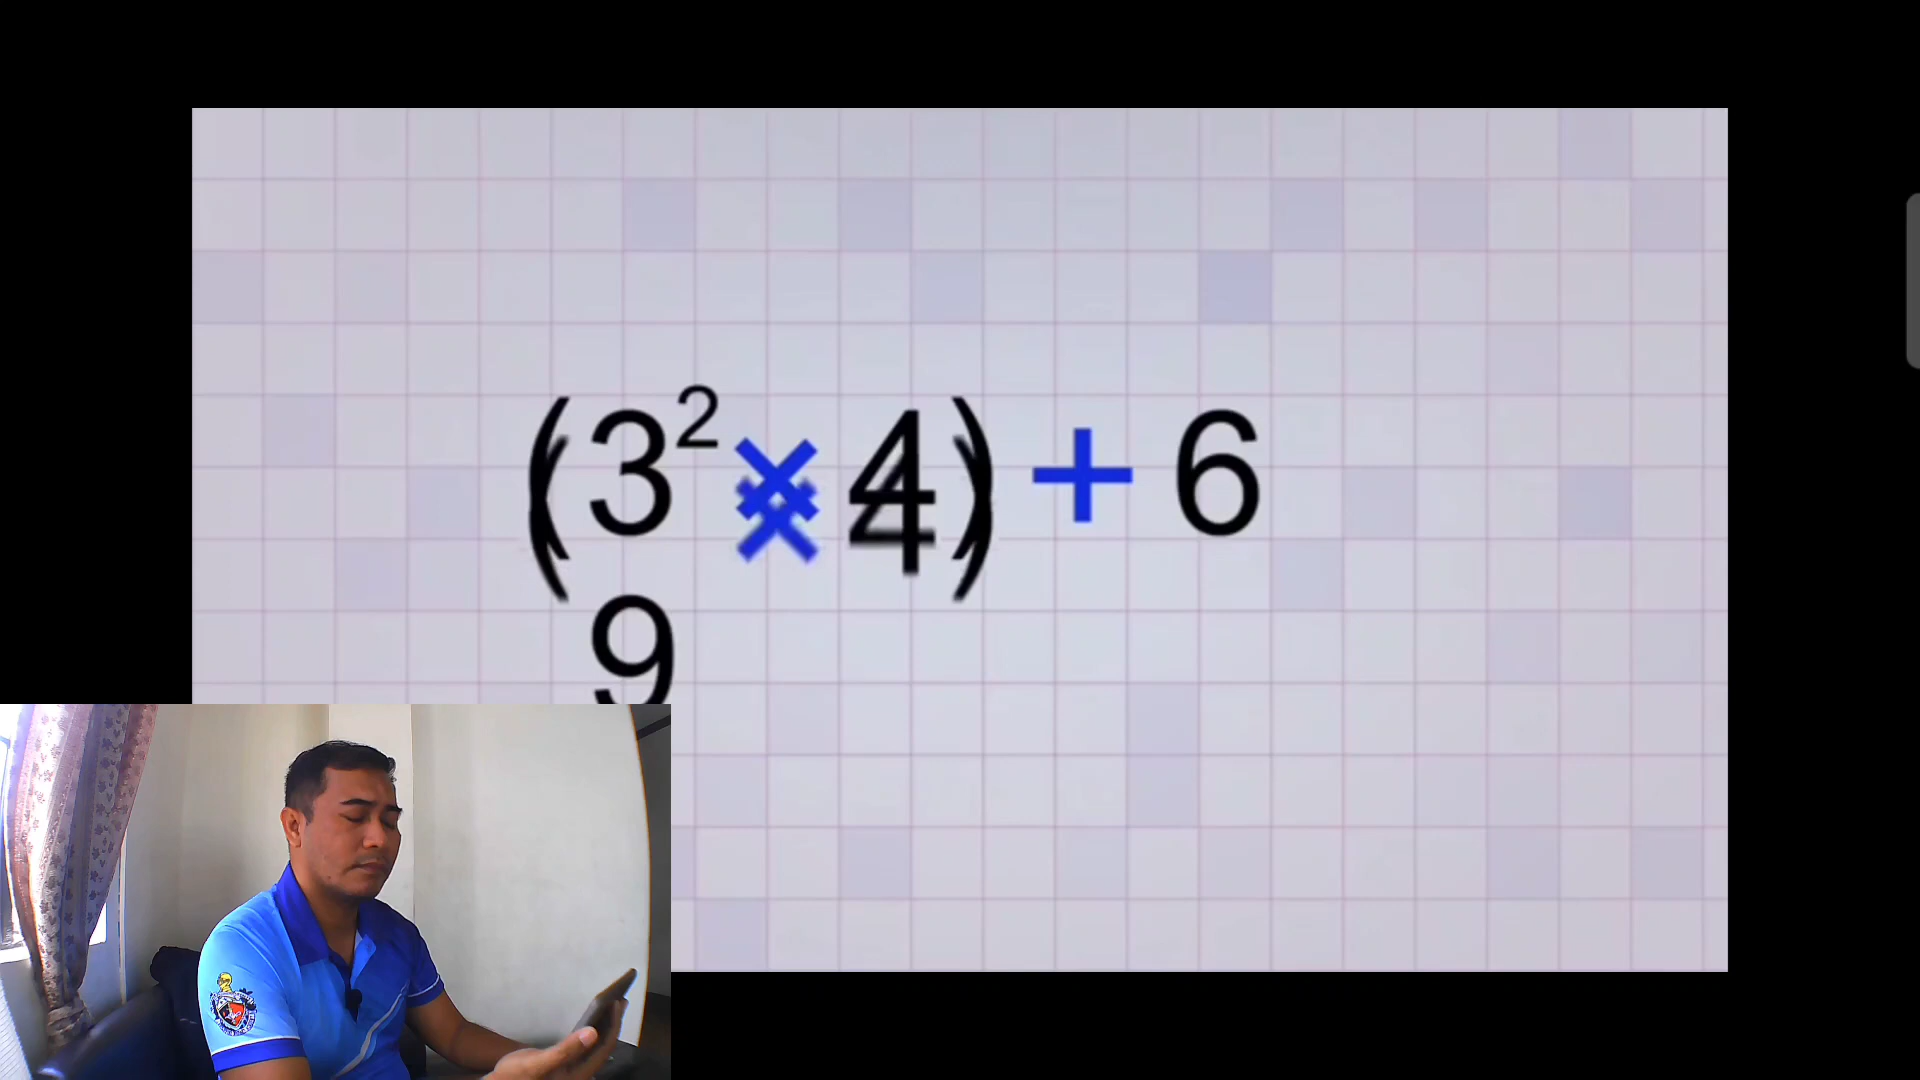 (3² × 4) + 6
9